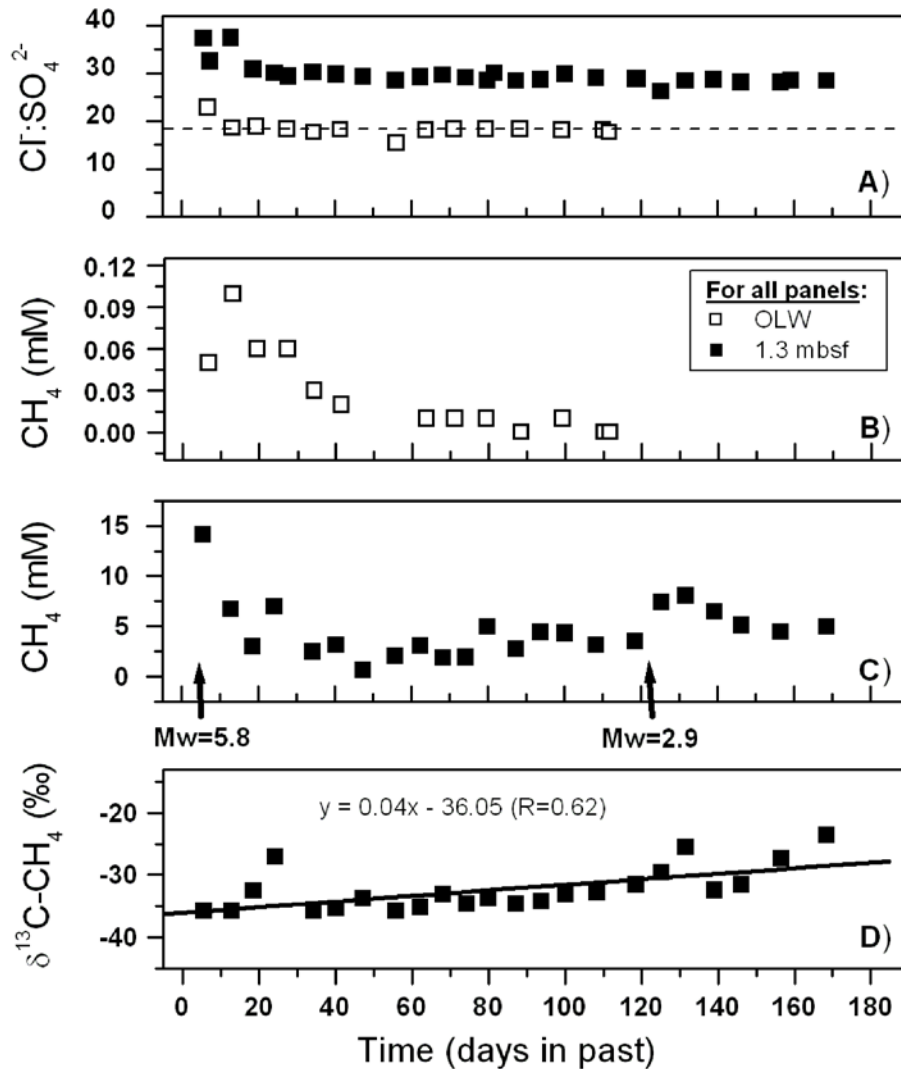 Cl⁻:SO₄²⁻
40
30
20
10
0
A)
CH₄ (mM)
0.12
0.09
0.06
0.03
0.00
For all panels:
OLW
1.3 mbsf
B)
CH₄ (mM)
15
10
5
0
C)
Mw=5.8
Mw=2.9
δ¹³C-CH₄ (‰)
-20
-30
-40
y = 0.04x - 36.05 (R=0.62)
D)
0 20 40 60 80 100 120 140 160 180
Time (days in past)